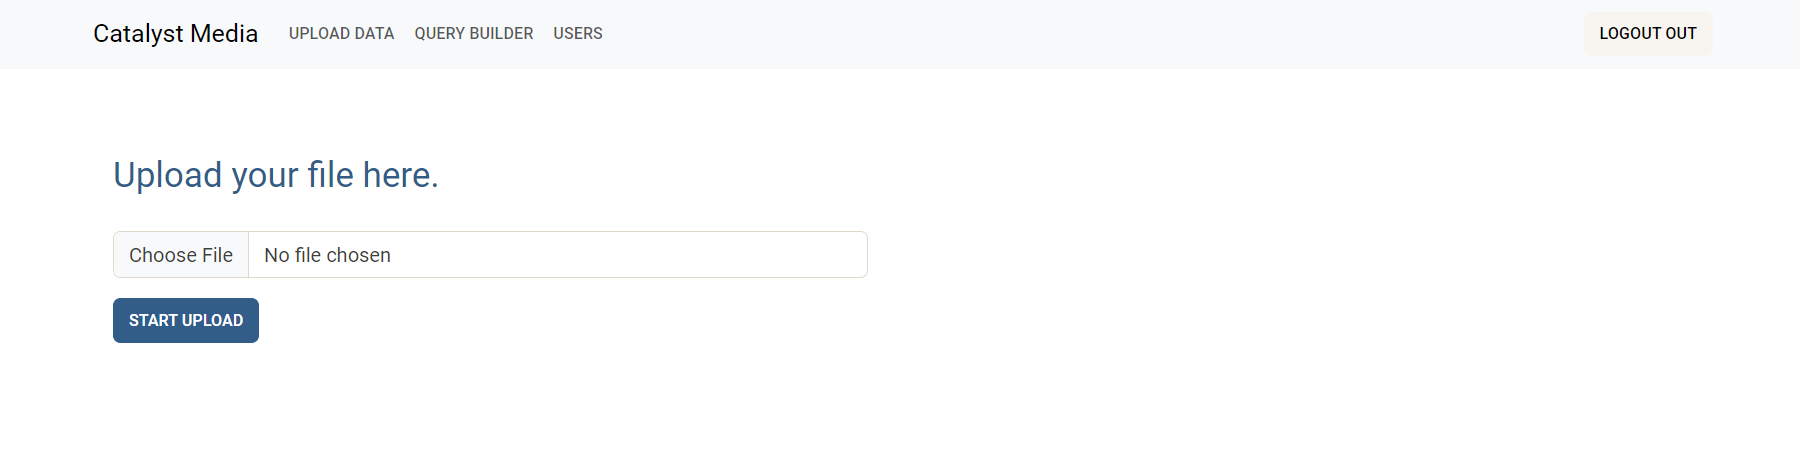 Catalyst Media UPLOAD DATA QUERY BUILDER USERS LOGOUT OUT
Upload your file here.
Choose File No file chosen
START UPLOAD